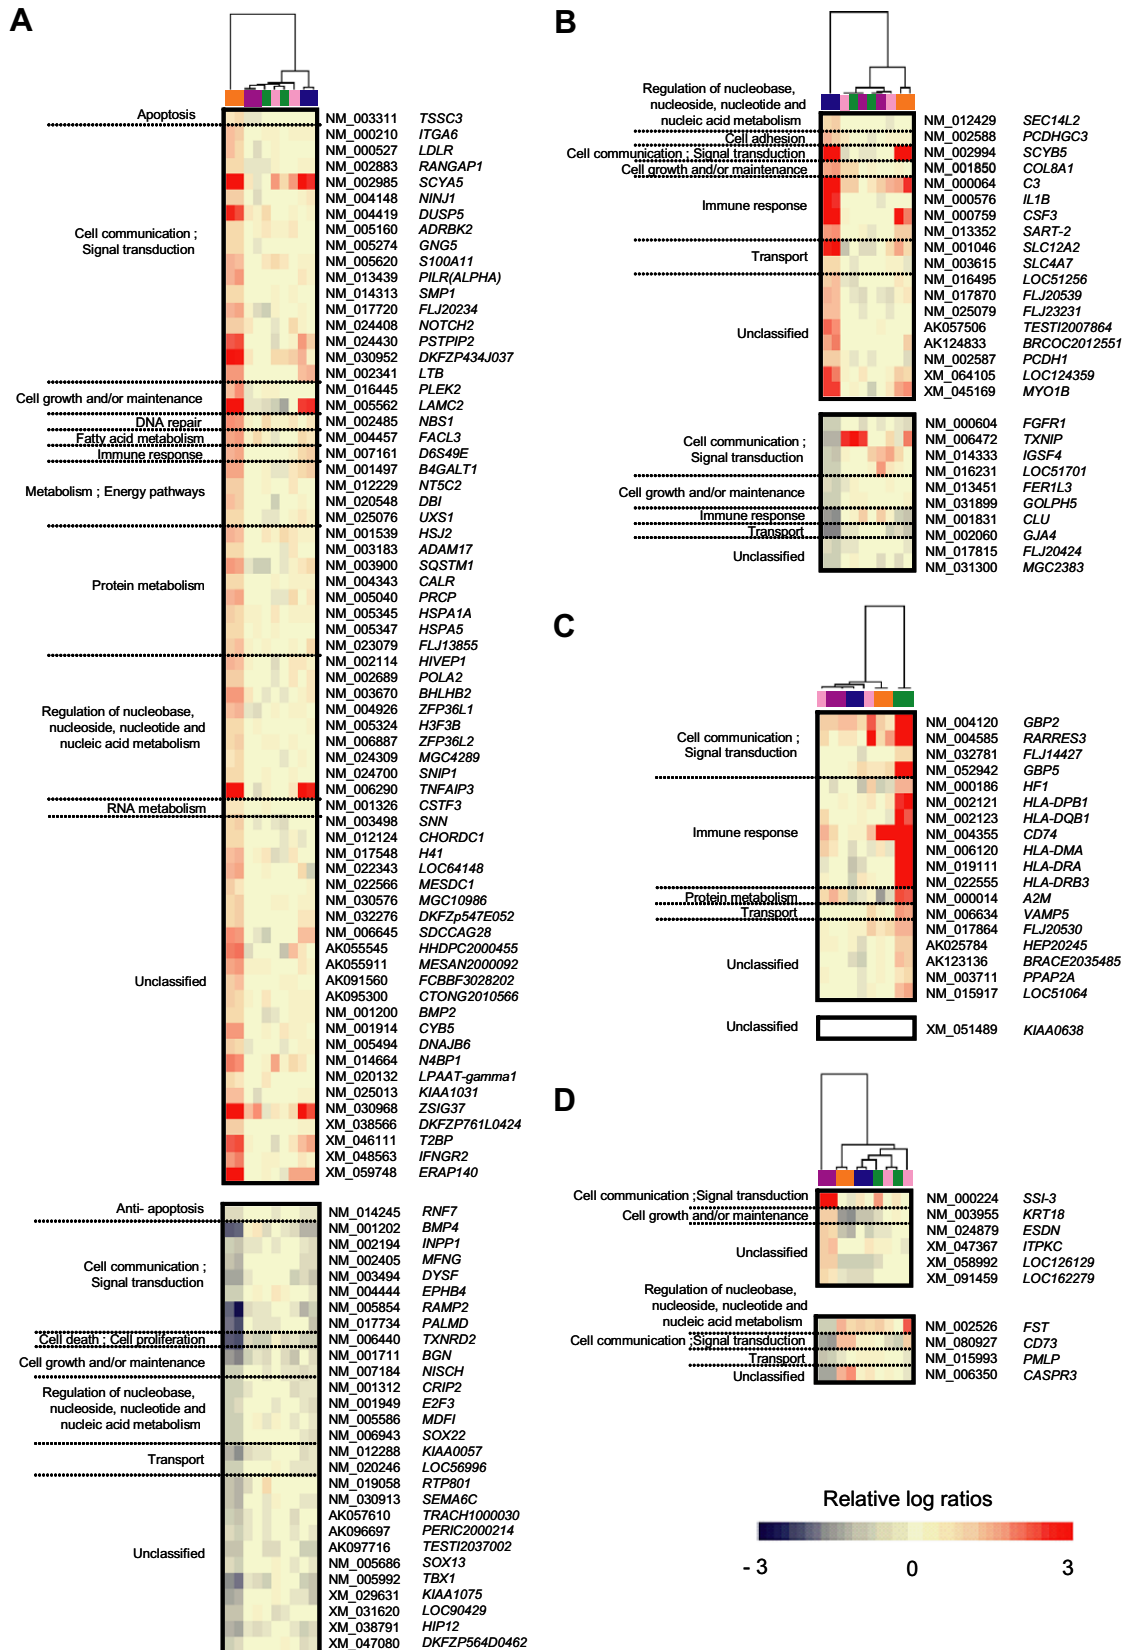 A
Apoptosis
Cell communication ;
Signal transduction
Cell growth and/or maintenance
DNA repair
Fatty acid metabolism
Immune response
Metabolism ; Energy pathways
Protein metabolism
Regulation of nucleobase,
nucleoside, nucleotide and
nucleic acid metabolism
RNA metabolism
Unclassified
NM_003311 TSSC3
NM_000210 ITGA6
NM_000527 LDLR
NM_002883 RANGAP1
NM_002985 SCYA5
NM_004148 NINJ1
NM_004419 DUSP5
NM_005160 ADRBK2
NM_005274 GNG5
NM_005620 S100A11
NM_013439 PILR(ALPHA)
NM_014313 SMP1
NM_017720 FLJ20234
NM_024408 NOTCH2
NM_024430 PSTPIP2
NM_030952 DKFZP434J037
NM_002341 LTB
NM_016445 PLEK2
NM_005562 LAMC2
NM_002485 NBS1
NM_004457 FACL3
NM_007161 D6S49E
NM_001497 B4GALT1
NM_012229 NT5C2
NM_020548 DBI
NM_025076 UXS1
NM_001539 HSJ2
NM_003183 ADAM17
NM_003900 SQSTM1
NM_004343 CALR
NM_005040 PRCP
NM_005345 HSPA1A
NM_005347 HSPA5
NM_023079 FLJ13855
NM_002114 HIVEP1
NM_002689 POLA2
NM_003670 BHLHB2
NM_004926 ZFP36L1
NM_005324 H3F3B
NM_006887 ZFP36L2
NM_024309 MGC4289
NM_024700 SNIP1
NM_006290 TNFAIP3
NM_001326 CSTF3
NM_003498 SNN
NM_012124 CHORDC1
NM_017548 H41
NM_022343 LOC64148
NM_022566 MESDC1
NM_030576 MGC10986
NM_032276 DKFZp547E052
NM_006645 SDCCAG28
AK055545 HHDPC2000455
AK055911 MESAN2000092
AK091560 FCBBF3028202
AK095300 CTONG2010566
NM_001200 BMP2
NM_001914 CYB5
NM_005494 DNAJB6
NM_014664 N4BP1
NM_020132 LPAAT-gamma1
NM_025013 KIAA1031
NM_030968 ZSIG37
XM_038566 DKFZP761L0424
XM_046111 T2BP
XM_048563 IFNGR2
XM_059748 ERAP140
Anti- apoptosis
Cell communication ;
Signal transduction
Cell death ; Cell proliferation
Cell growth and/or maintenance
Regulation of nucleobase,
nucleoside, nucleotide and
nucleic acid metabolism
Transport
Unclassified
NM_014245 RNF7
NM_001202 BMP4
NM_002194 INPP1
NM_002405 MFNG
NM_003494 DYSF
NM_004444 EPHB4
NM_005854 RAMP2
NM_017734 PALMD
NM_006440 TXNRD2
NM_001711 BGN
NM_007184 NISCH
NM_001312 CRIP2
NM_001949 E2F3
NM_005586 MDFI
NM_006943 SOX22
NM_012288 KIAA0057
NM_020246 LOC56996
NM_019058 RTP801
NM_030913 SEMA6C
AK057610 TRACH1000030
AK096697 PERIC2000214
AK097716 TESTI2037002
NM_005686 SOX13
NM_005992 TBX1
XM_029631 KIAA1075
XM_031620 LOC90429
XM_038791 HIP12
XM_047080 DKFZP564D0462
B
Regulation of nucleobase,
nucleoside, nucleotide and
nucleic acid metabolism
Cell adhesion
Cell communication ; Signal transduction
Cell growth and/or maintenance
Immune response
Transport
Unclassified
NM_012429 SEC14L2
NM_002588 PCDHGC3
NM_002994 SCYB5
NM_001850 COL8A1
NM_000064 C3
NM_000576 IL1B
NM_000759 CSF3
NM_013352 SART-2
NM_001046 SLC12A2
NM_003615 SLC4A7
NM_016495 LOC51256
NM_017870 FLJ20539
NM_025079 FLJ23231
AK057506 TESTI2007864
AK124833 BRCOC2012551
NM_002587 PCDH1
XM_064105 LOC124359
XM_045169 MYO1B
Cell communication ;
Signal transduction
Cell growth and/or maintenance
Immune response
Transport
Unclassified
NM_000604 FGFR1
NM_006472 TXNIP
NM_014333 IGSF4
NM_016231 LOC51701
NM_013451 FER1L3
NM_031899 GOLPH5
NM_001831 CLU
NM_002060 GJA4
NM_017815 FLJ20424
NM_031300 MGC2383
C
Cell communication ;
Signal transduction
Immune response
Protein metabolism
Transport
Unclassified
NM_004120 GBP2
NM_004585 RARRES3
NM_032781 FLJ14427
NM_052942 GBP5
NM_000186 HF1
NM_002121 HLA-DPB1
NM_002123 HLA-DQB1
NM_004355 CD74
NM_006120 HLA-DMA
NM_019111 HLA-DRA
NM_022555 HLA-DRB3
NM_000014 A2M
NM_006634 VAMP5
NM_017864 FLJ20530
AK025784 HEP20245
AK123136 BRACE2035485
NM_003711 PPAP2A
NM_015917 LOC51064
Unclassified
XM_051489 KIAA0638
D
Cell communication ;Signal transduction
Cell growth and/or maintenance
Unclassified
NM_000224 SSI-3
NM_003955 KRT18
NM_024879 ESDN
XM_047367 ITPKC
XM_058992 LOC126129
XM_091459 LOC162279
Regulation of nucleobase,
nucleoside, nucleotide and
nucleic acid metabolism
Cell communication ;Signal transduction
Transport
Unclassified
NM_002526 FST
NM_080927 CD73
NM_015993 PMLP
NM_006350 CASPR3
Relative log ratios
- 3 0 3